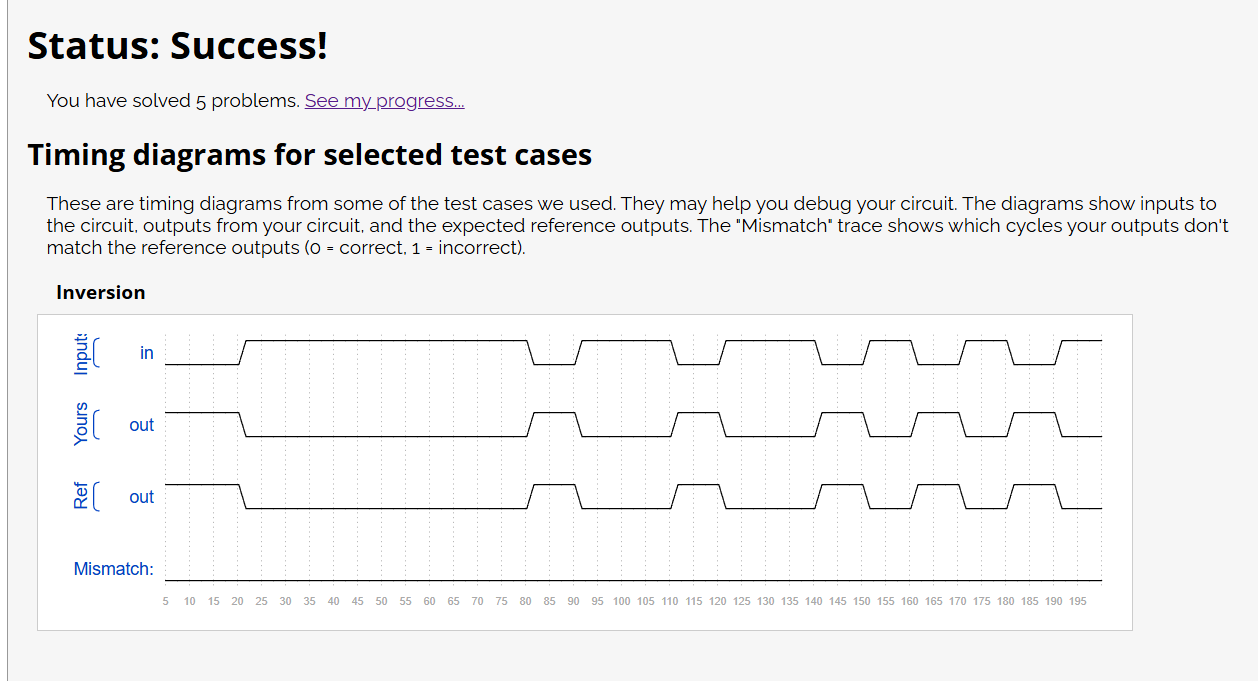 Status: Success!
You have solved 5 problems. See my progress...
Timing diagrams for selected test cases
These are timing diagrams from some of the test cases we used. They may help you debug your circuit. The diagrams show inputs to
the circuit, outputs from your circuit, and the expected reference outputs. The "Mismatch" trace shows which cycles your outputs don't
match the reference outputs (0 = correct, 1 = incorrect).
Inversion
Inputs
in
Yours
out
Ref
out
Mismatch:
5 10 15 20 25 30 35 40 45 50 55 60 65 70 75 80 85 90 95 100 105 110 115 120 125 130 135 140 145 150 155 160 165 170 175 180 185 190 195